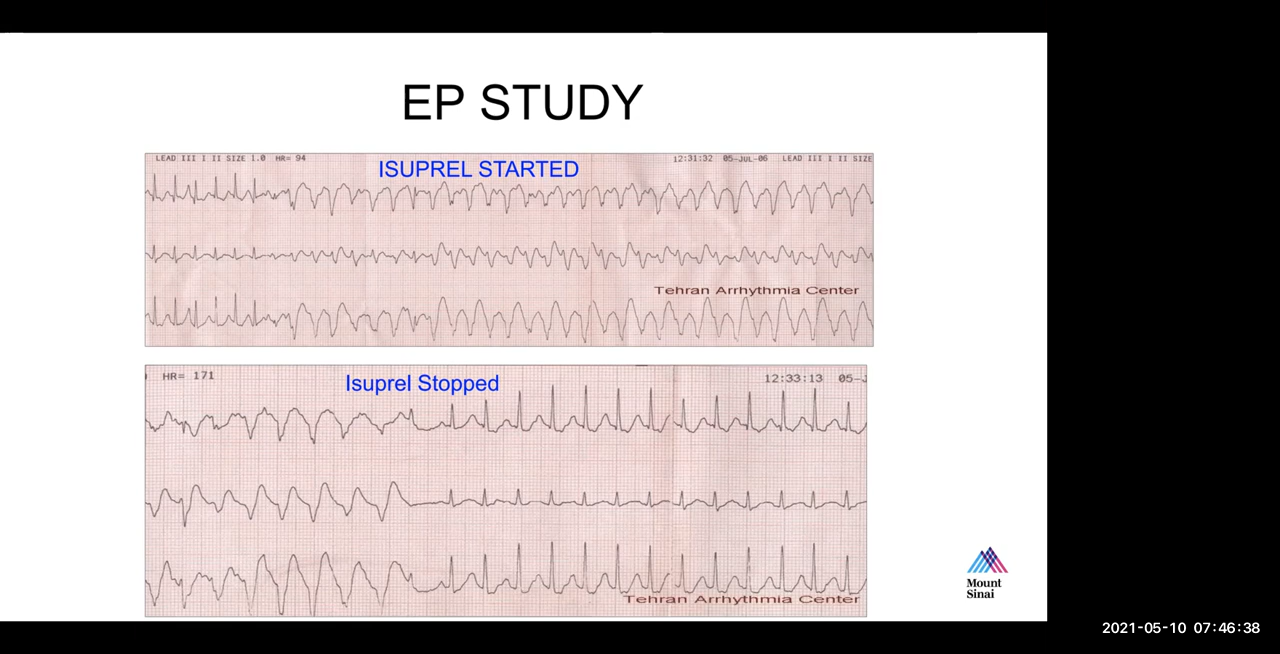 EP STUDY
LEAD III I II SIZE 1.0 HR= 94
ISUPREL STARTED
12:31:32 05-JUL-06 LEAD III I II SIZE
Tehran Arrhythmia Center
HR= 171
Isuprel Stopped
12:33:13 05-J
Tehran Arrhythmia Center
Mount
Sinai
2021-05-10 07:46:38